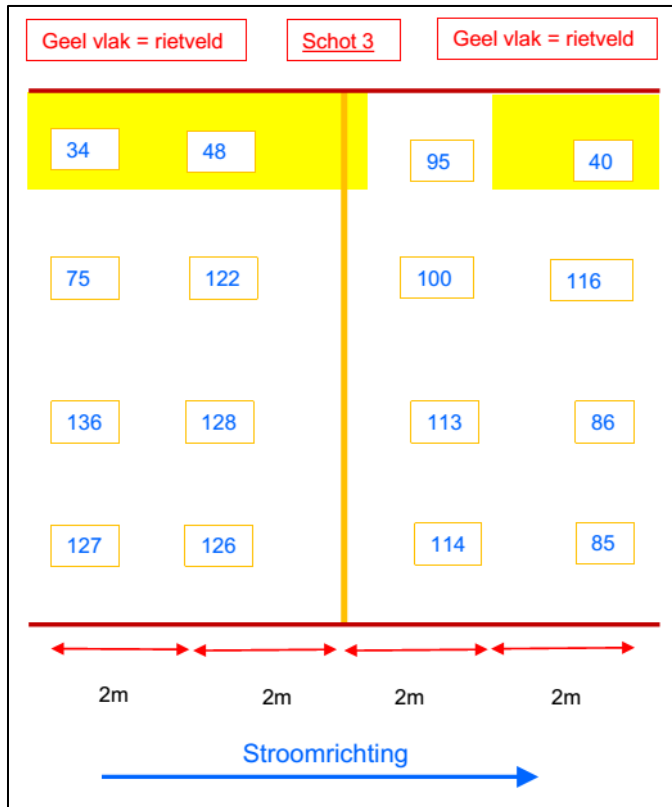 Geel vlak = rietveld Schot 3 Geel vlak = rietveld
34 48 95 40
75 122 100 116
136 128 113 86
127 126 114 85
2m 2m 2m 2m
Stroomrichting